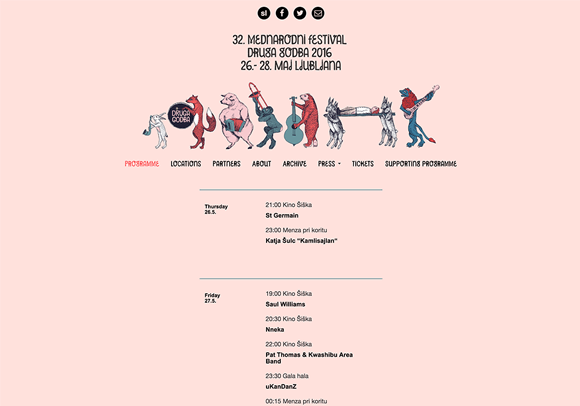 sl
32. MEDNARODNI FESTIVAL
DRUGA GODBA 2016
26.- 28. MAJ LJUBLJANA
DRUGA
GODBA
PROGRAMME LOCATIONS PARTNERS ABOUT ARCHIVE PRESS TICKETS SUPPORTING PROGRAMME
Thursday
26.5.
21:00 Kino Šiška
St Germain
23:00 Menza pri koritu
Katja Šulc "Kamlisajlan"
Friday
27.5.
19:00 Kino Šiška
Saul Williams
20:30 Kino Šiška
Nneka
22:00 Kino Šiška
Pat Thomas & Kwashibu Area
Band
23:30 Gala hala
uKanDanZ
00:15 Menza pri koritu